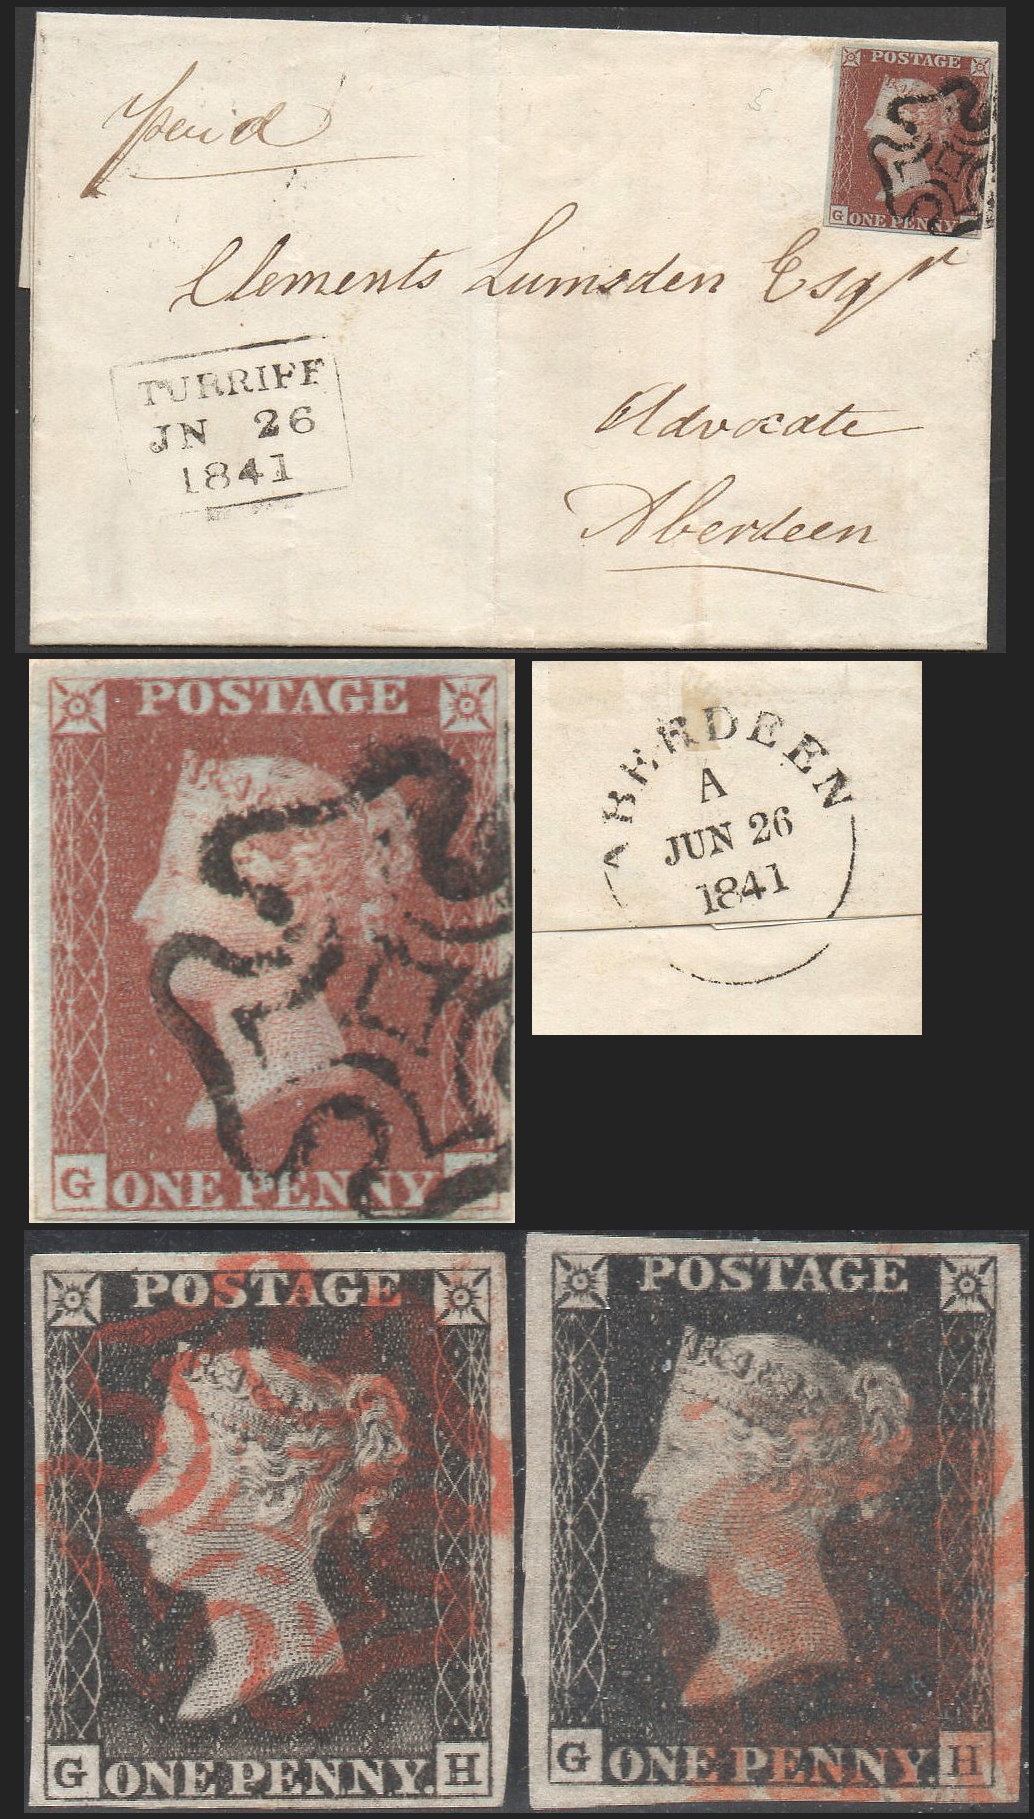 paid
5
POSTAGE
G ONE PENNY
Clements Lumsden Esqr
Advocate
Aberdeen
TURRIFF
JN 26
1841
POSTAGE
G ONE PENNY
ABERDEEN
A
JUN 26
1841
POSTAGE
G ONE PENNY. H
POSTAGE
G ONE PENNY. H